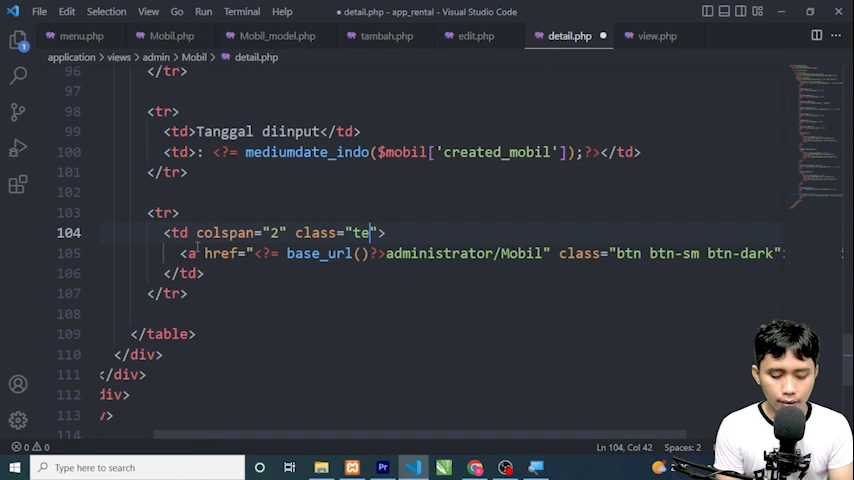 File Edit Selection View Go Run Terminal Help
● detail.php - app_rental - Visual Studio Code
menu.php Mobil.php Mobil_model.php tambah.php edit.php detail.php view.php
application > views > admin > Mobil > detail.php
96 </tr>
97
98 <tr>
99 <td>Tanggal diinput</td>
100 <td>: <?= mediumdate_indo($mobil['created_mobil']);?></td>
101 </tr>
102
103 <tr>
104 <td colspan="2" class="te">
105 <a href="<?= base_url()?>administrator/Mobil" class="btn btn-sm btn-dark">
106 </td>
107 </tr>
108
109 </table>
110 </div>
111 </div>
112 div>
113 >
114
1
0 0
Ln 104, Col 42 Spaces: 2
Type here to search
Pr